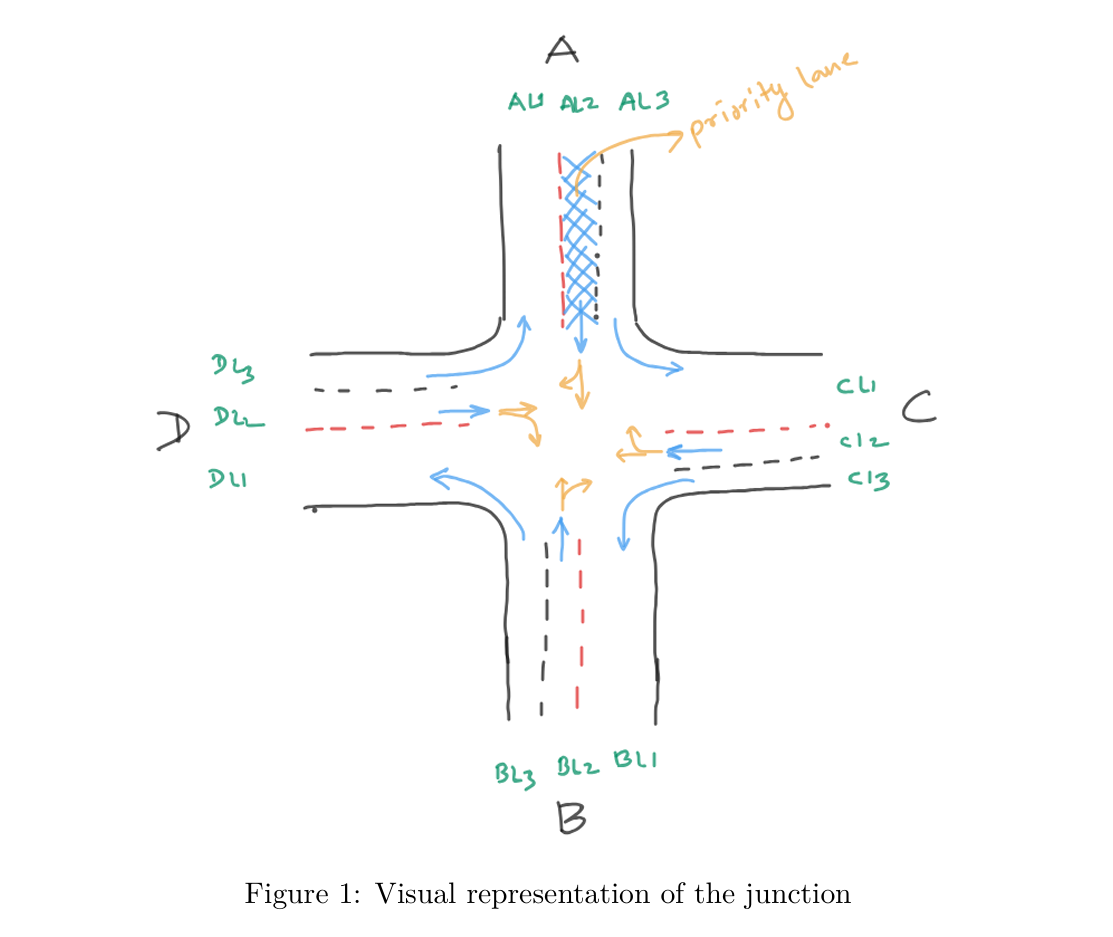 A
AL1 AL2 AL3
priority lane
DL3
CL1
D
DL2
C
CL2
DL1
CL3
BL3 BL2 BL1
B
Figure 1: Visual representation of the junction